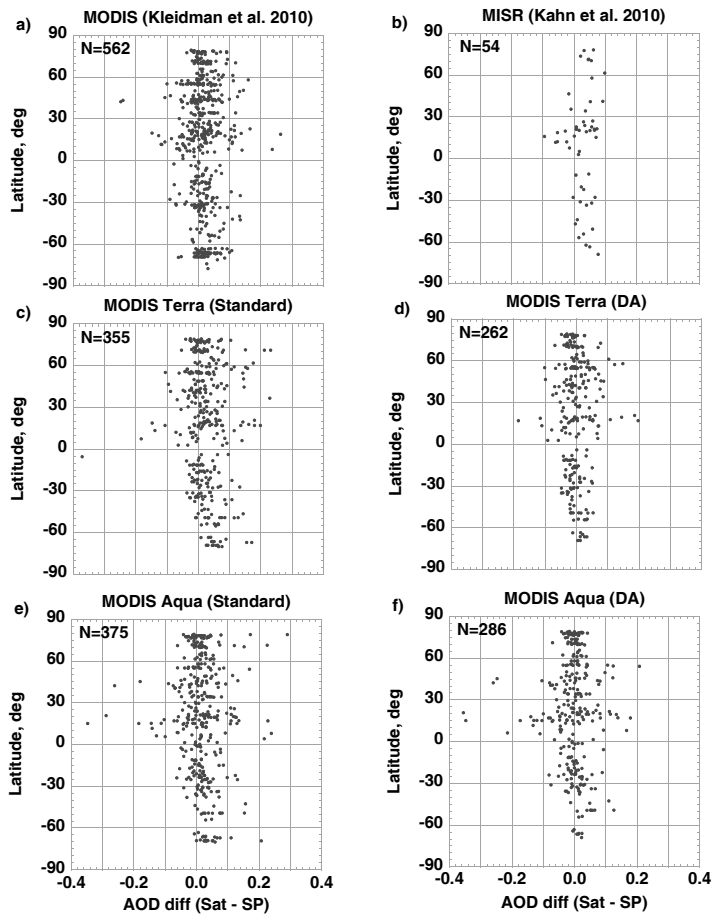 a) MODIS (Kleidman et al. 2010)
N=562
Latitude, deg
90
60
30
0
-30
-60
-90
b) MISR (Kahn et al. 2010)
N=54
Latitude, deg
90
60
30
0
-30
-60
-90
c) MODIS Terra (Standard)
N=355
Latitude, deg
90
60
30
0
-30
-60
-90
d) MODIS Terra (DA)
N=262
Latitude, deg
90
60
30
0
-30
-60
-90
e) MODIS Aqua (Standard)
N=375
Latitude, deg
90
60
30
0
-30
-60
-90
-0.4 -0.2 0.0 0.2 0.4
AOD diff (Sat - SP)
f) MODIS Aqua (DA)
N=286
Latitude, deg
90
60
30
0
-30
-60
-90
-0.4 -0.2 0.0 0.2 0.4
AOD diff (Sat - SP)